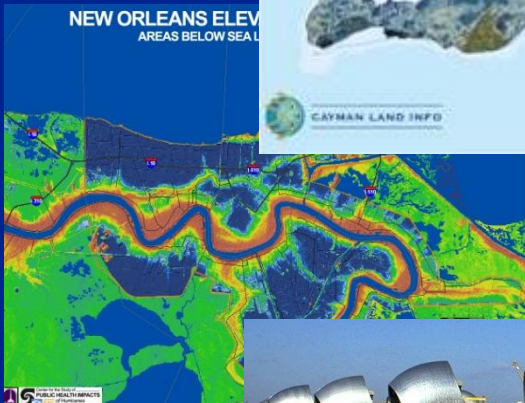 NEW ORLEANS ELEV
AREAS BELOW SEA L
CAYMAN LAND INFO
Center for the Study of
PUBLIC HEALTH IMPACTS
of Hurricanes